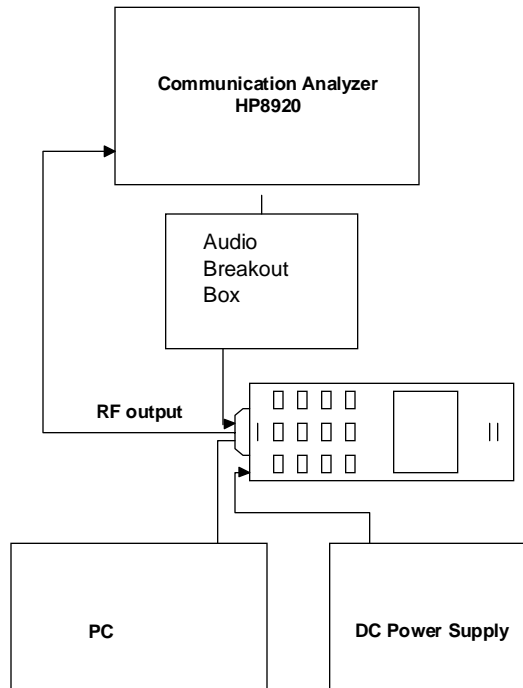 Communication Analyzer
HP8920
Audio
Breakout
Box
RF output
PC
DC Power Supply